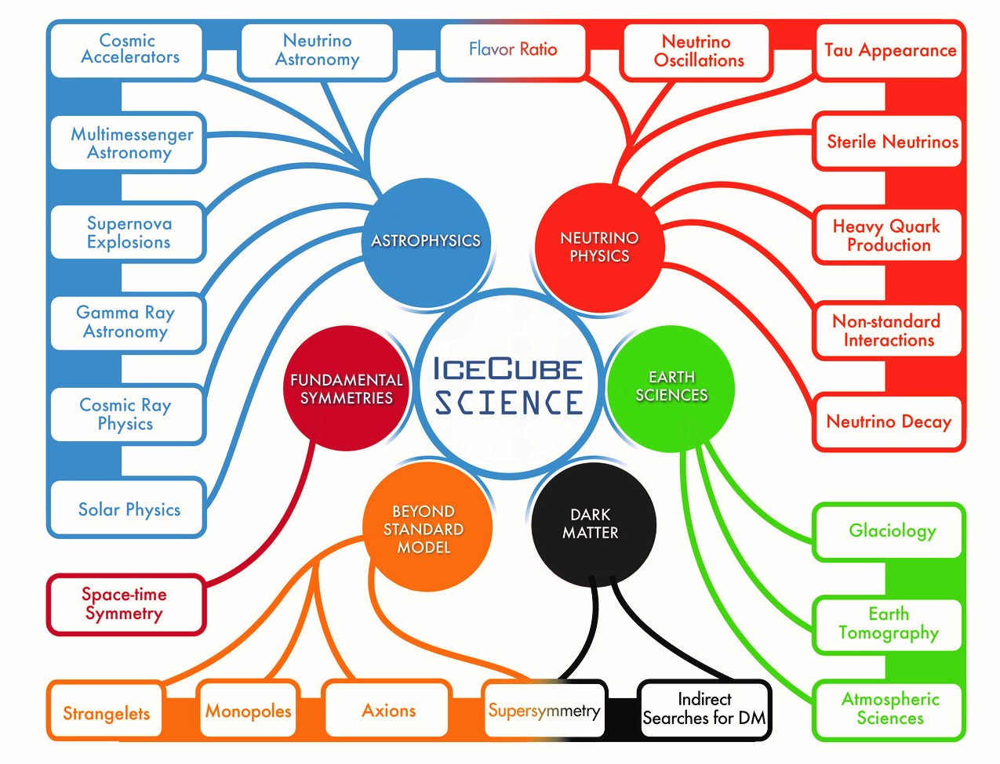 Cosmic
Accelerators
Neutrino
Astronomy
Flavor Ratio
Neutrino
Oscillations
Tau Appearance
Multimessenger
Astronomy
Sterile Neutrinos
Supernova
Explosions
ASTROPHYSICS
NEUTRINO
PHYSICS
Heavy Quark
Production
Gamma Ray
Astronomy
Non-standard
Interactions
FUNDAMENTAL
SYMMETRIES
ICECUBE
SCIENCE
EARTH
SCIENCES
Cosmic Ray
Physics
Neutrino Decay
Solar Physics
BEYOND
STANDARD
MODEL
DARK
MATTER
Glaciology
Space-time
Symmetry
Earth
Tomography
Strangelets
Monopoles
Axions
Supersymmetry
Indirect
Searches for DM
Atmospheric
Sciences